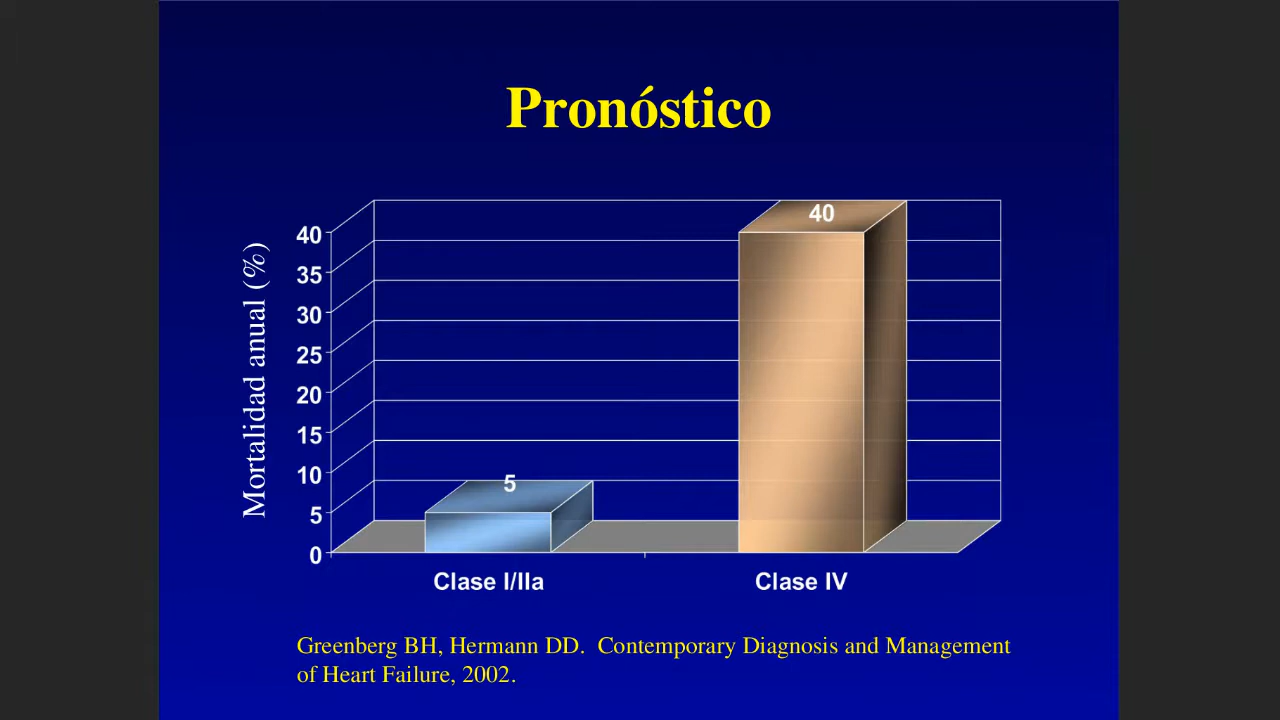 Pronóstico
Mortalidad anual (%)
40
35
30
25
20
15
10
5
0
5
40
Clase I/IIa
Clase IV
Greenberg BH, Hermann DD.  Contemporary Diagnosis and Management
of Heart Failure, 2002.